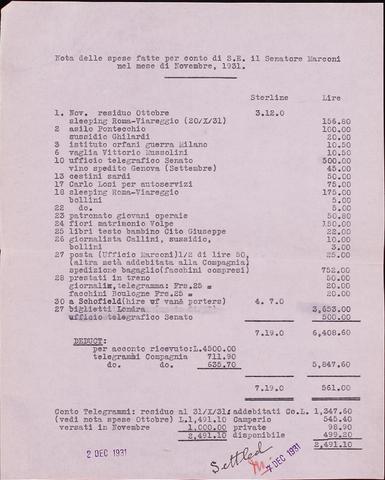 Nota delle spese fatte per conto di S.E. il Senatore Marconi
nel mese di Novembre, 1931.
Sterline Lire
1. Nov. residuo Ottobre 3.12.0
sleeping Roma-Viareggio (20/X/31) 156.80
2 asilo Pontecchio 100.00
sussidio Ghilardi 20.00
3 istituto orfani guerra Milano 10.50
6 vaglia Vittorio Mussolini 10.50
10 ufficio telegrafico Senato 500.00
vino spedito Genova (Settembre) 45.00
13 cestini sardi 50.00
17 Carlo Losi per autoservizi 75.00
18 sleeping Roma-Viareggio 175.00
bollini 5.00
22 do. 5.00
23 patronato giovani operaie 50.80
24 fiori matrimonio Volpe 180.00
25 libri testo bambino Cito Giuseppe 22.00
26 giornalista Callini, sussidio, 10.00
bollini 3.00
27 posta (Ufficio Marconi)1/2 di lire 50, 25.00
(altra metà addebitata alla Compagnia)
spedizione bagaglio(facchini compresi) 752.00
28 prestati in treno 50.00
giornali, telegramma: Frs.25 = 20.00
facchini Boulogne Frs.25 = 20.00
30 a Schofield(hire of van& porters) 4. 7.0
27 biglietti Londra 3,653.00
ufficio telegrafico Senato 500.00
7.19.0 6,408.60
DEDUCT:
per acconto ricevuto:L.4500.00
telegrammi Compagnia 711.90
do. do. 635.70 5,847.60
7.19.0 561.00
Conto Telegrammi: residuo al 31/X/31: addebitati Co.L. 1,347.60
(vedi nota spese Ottobre) L.1,491.10 Camperio 545.40
versati in Novembre 1,000.00 private 98.90
2,491.10 disponibile 499.20
2,491.10
2 DEC 1931
Settled
DEC 1931